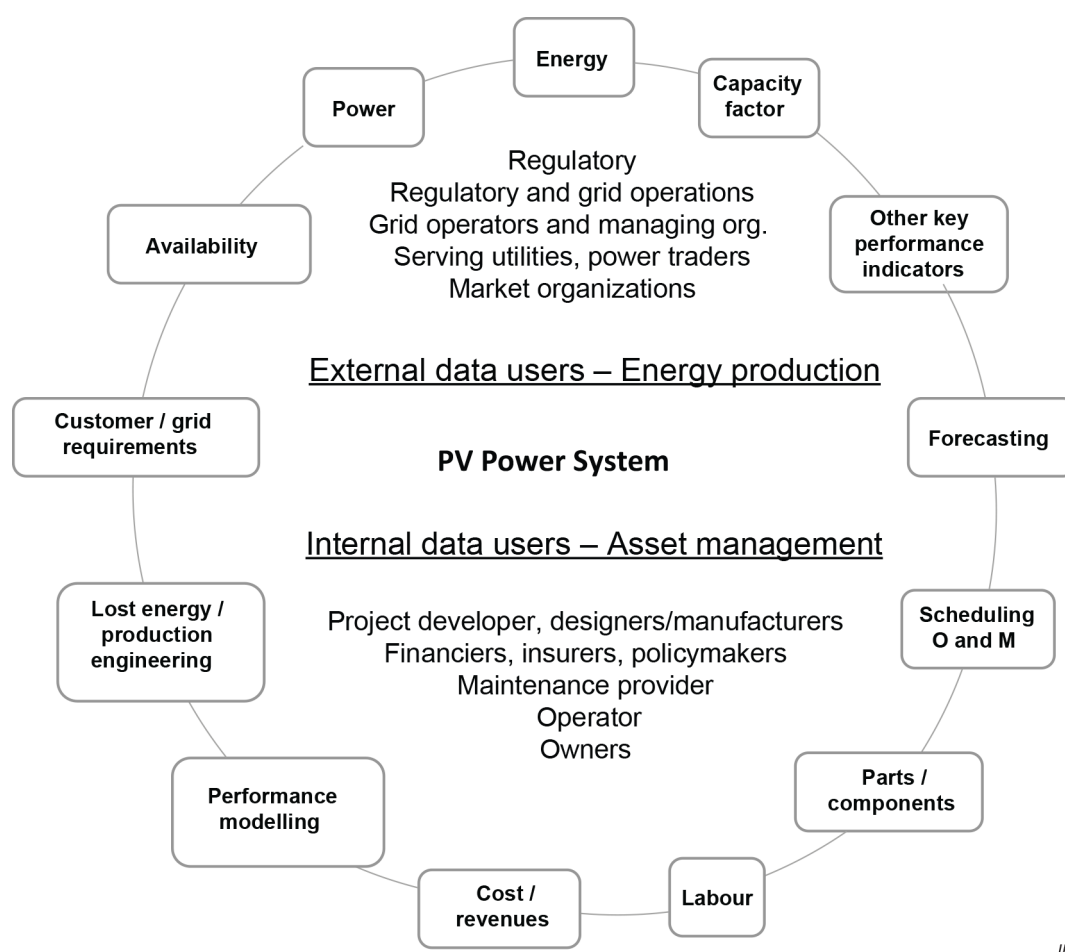 Energy
Capacity
factor
Power
Regulatory
Regulatory and grid operations
Grid operators and managing org.
Serving utilities, power traders
Market organizations
Other key
performance
indicators
Availability
External data users – Energy production
Customer / grid
requirements
Forecasting
PV Power System
Internal data users – Asset management
Lost energy /
production
engineering
Scheduling
O and M
Project developer, designers/manufacturers
Financiers, insurers, policymakers
Maintenance provider
Operator
Owners
Parts /
components
Performance
modelling
Labour
Cost /
revenues